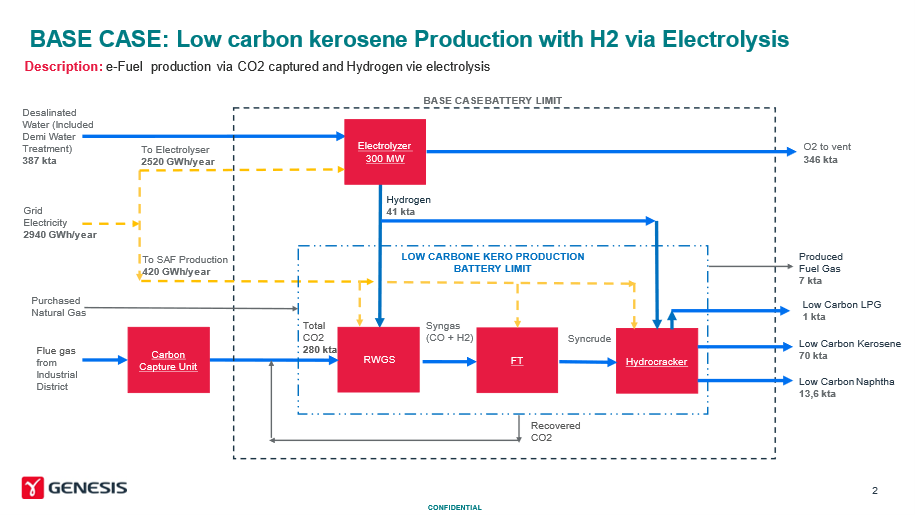 BASE CASE: Low carbon kerosene Production with H2 via Electrolysis
Description: e-Fuel production via CO2 captured and Hydrogen vie electrolysis
BASE CASE BATTERY LIMIT
Desalinated
Water (Included
Demi Water
Treatment)
387 kta
To Electrolyser
2520 GWh/year
Electrolyzer
300 MW
O2 to vent
346 kta
Grid
Electricity
2940 GWh/year
Hydrogen
41 kta
To SAF Production
420 GWh/year
LOW CARBONE KERO PRODUCTION
BATTERY LIMIT
Produced
Fuel Gas
7 kta
Purchased
Natural Gas
Low Carbon LPG
1 kta
Flue gas
from
Industrial
District
Carbon
Capture Unit
Total
CO2
280 kta
RWGS
Syngas
(CO + H2)
FT
Syncrude
Hydrocracker
Low Carbon Kerosene
70 kta
Low Carbon Naphtha
13,6 kta
Recovered
CO2
GENESIS
2
CONFIDENTIAL